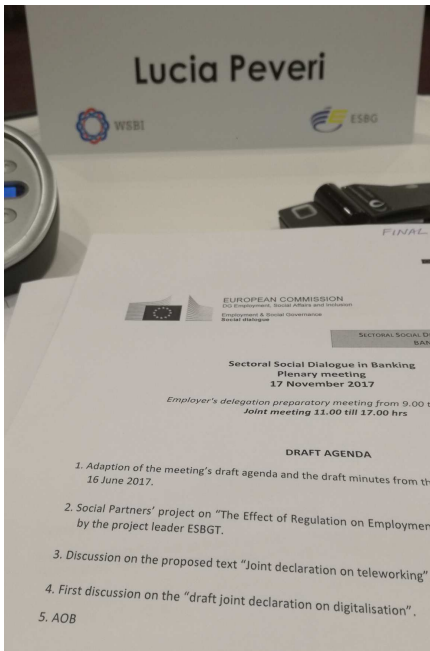 Lucia Peveri
WSBI
ESBG
FINAL
EUROPEAN COMMISSION
DG Employment, Social Affairs and Inclusion
Employment & Social Governance
Social dialogue
SECTORAL SOCIAL D
BAN
Sectoral Social Dialogue in Banking
Plenary meeting
17 November 2017
Employer's delegation preparatory meeting from 9.00 t
Joint meeting 11.00 till 17.00 hrs
DRAFT AGENDA
1. Adaption of the meeting's draft agenda and the draft minutes from th
16 June 2017.
2. Social Partners' project on "The Effect of Regulation on Employmen
by the project leader ESBGT.
3. Discussion on the proposed text "Joint declaration on teleworking"
4. First discussion on the "draft joint declaration on digitalisation".
5. AOB